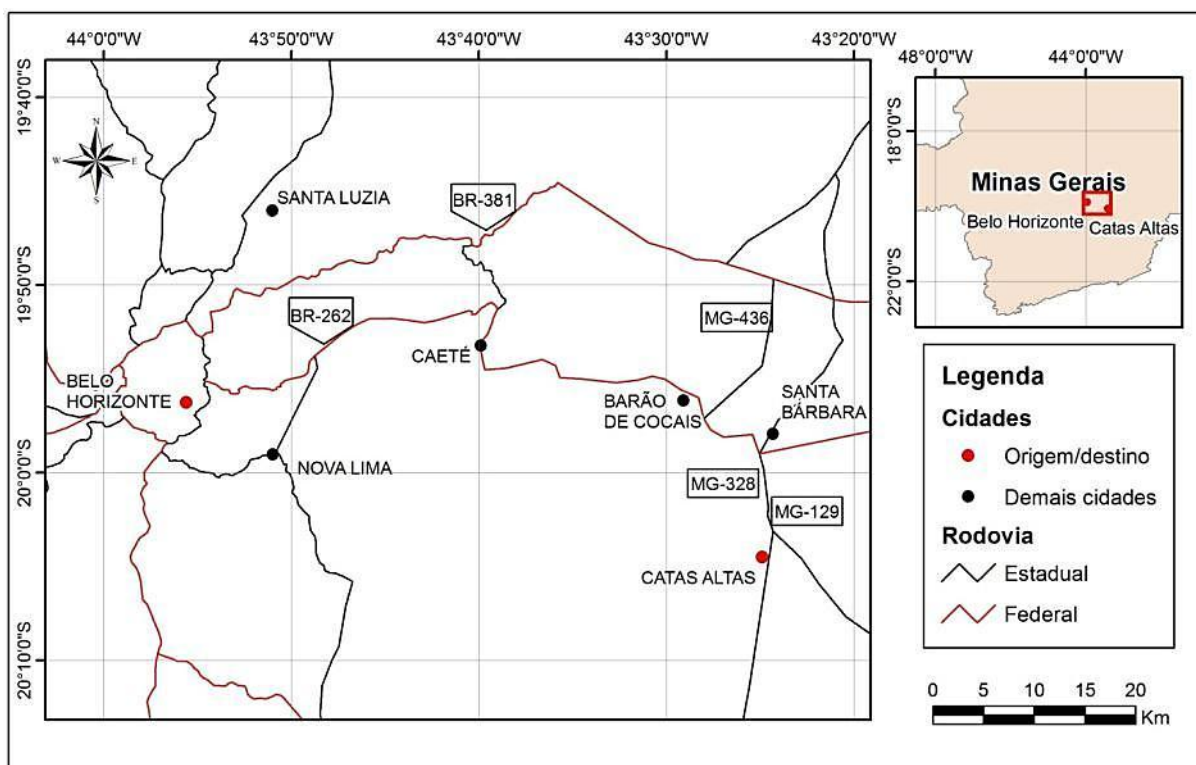 44°0'0"W
43°50'0"W
43°40'0"W
43°30'0"W
43°20'0"W
19°40'0"S
19°50'0"S
20°0'0"S
20°10'0"S
N
W
E
S
SANTA LUZIA
BR-381
BR-262
MG-436
CAETÉ
BELO
HORIZONTE
BARÃO
DE COCAIS
SANTA
BÁRBARA
NOVA LIMA
MG-328
MG-129
CATAS ALTAS
48°0'0"W
44°0'0"W
18°0'0"S
22°0'0"S
Minas Gerais
Belo Horizonte
Catas Altas
Legenda
Cidades
Origem/destino
Demais cidades
Rodovia
Estadual
Federal
0 5 10 15 20
Km